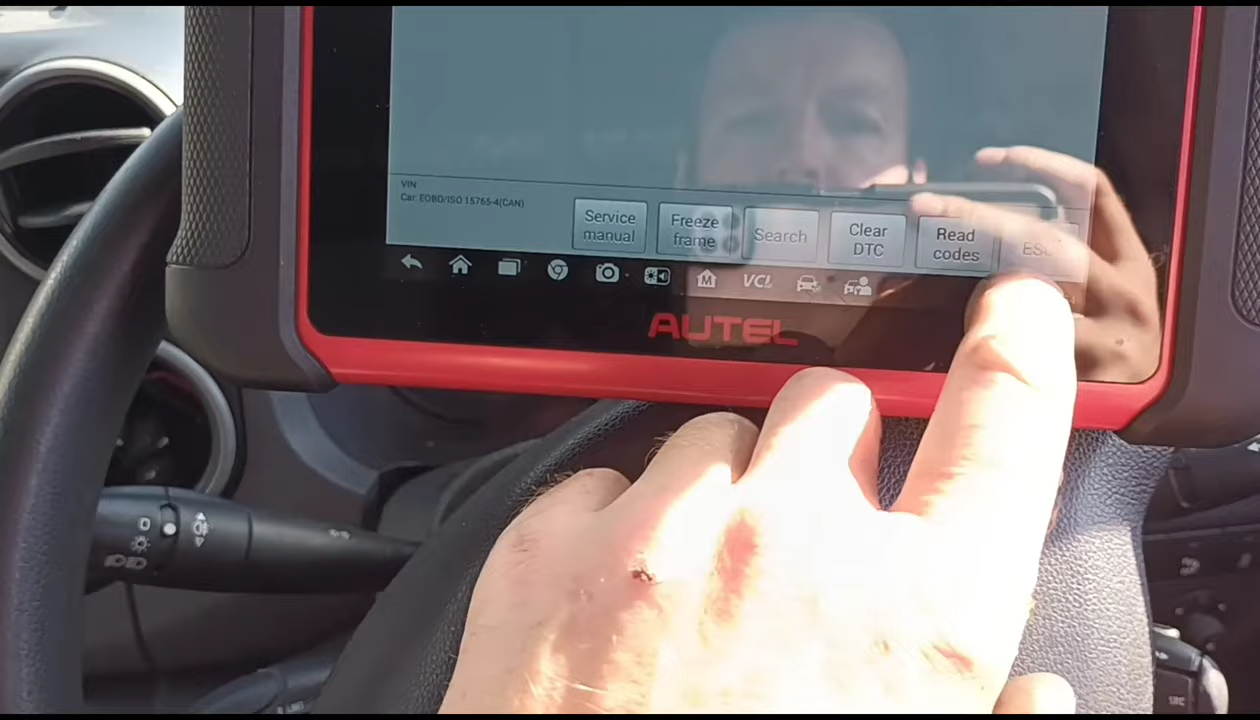 VIN
Car: EOBD/ISO 15765-4(CAN)
Service
manual
Freeze
frame
Search
Clear
DTC
Read
codes
ESC
M
VCI
AUTEL
SRC